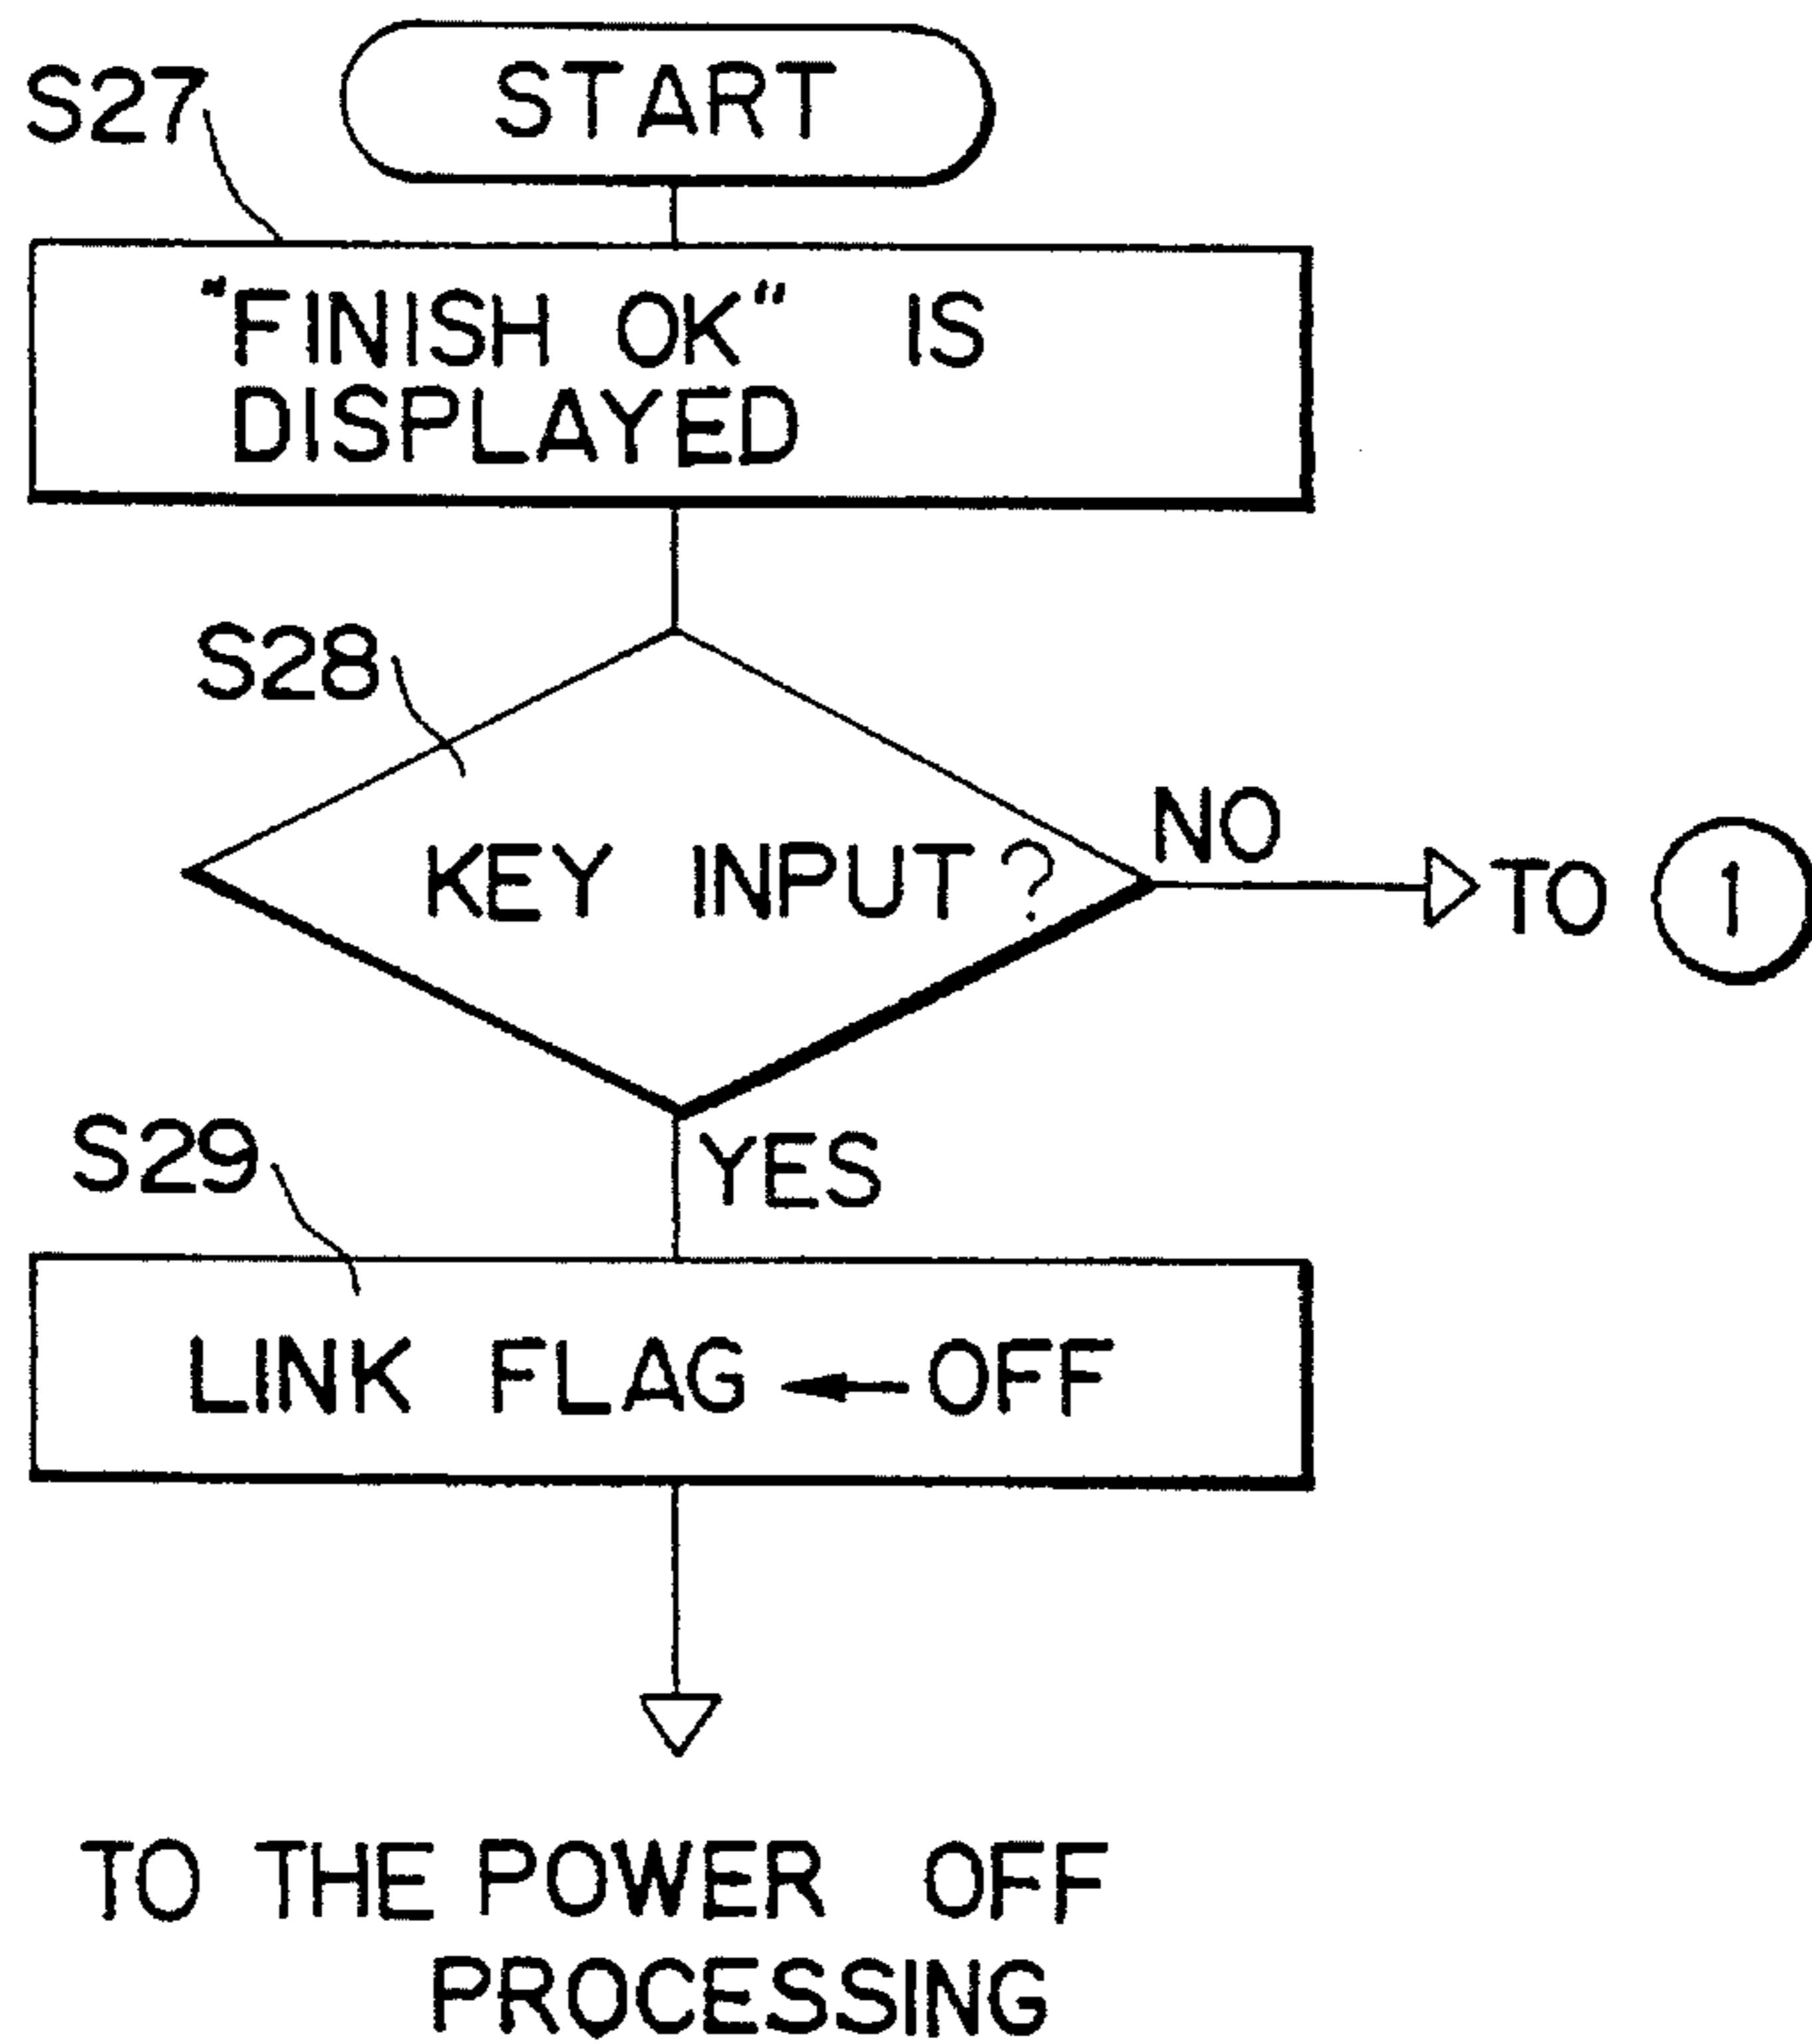 START
S27
"FINISH OK" IS
DISPLAYED
S28
KEY INPUT?
NO
TO 1
YES
S29
LINK FLAG ← OFF
TO THE POWER OFF
PROCESSING